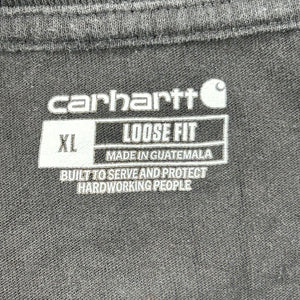 carhartt
XL LOOSE FIT
MADE IN GUATEMALA
BUILT TO SERVE AND PROTECT
HARDWORKING PEOPLE